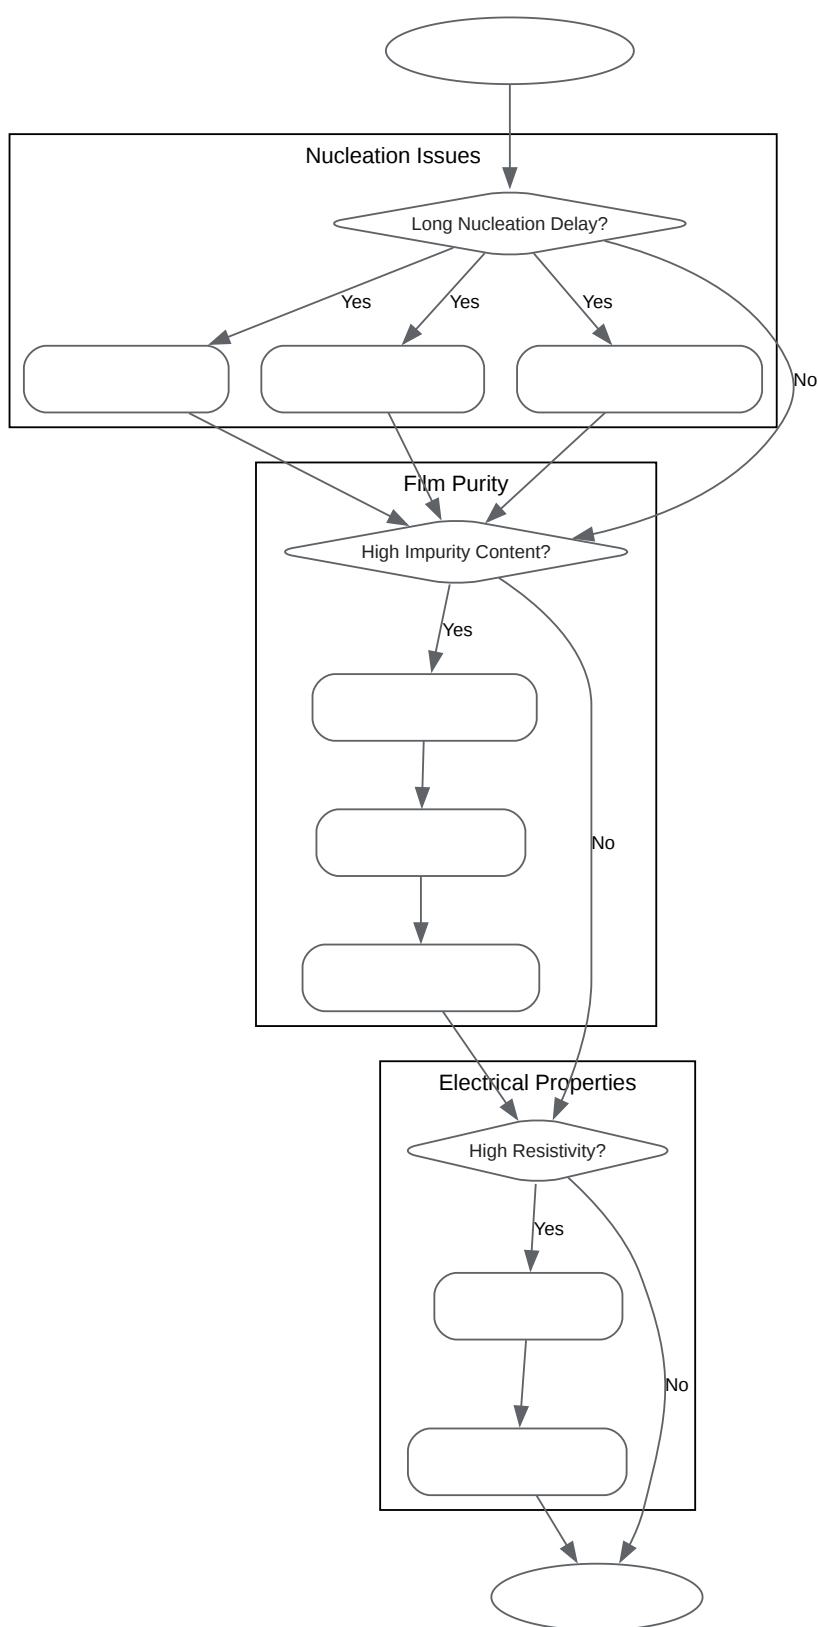 Nucleation Issues
Long Nucleation Delay?
Yes
Yes
Yes
No
Film Purity
High Impurity Content?
Yes
No
Electrical Properties
High Resistivity?
Yes
No